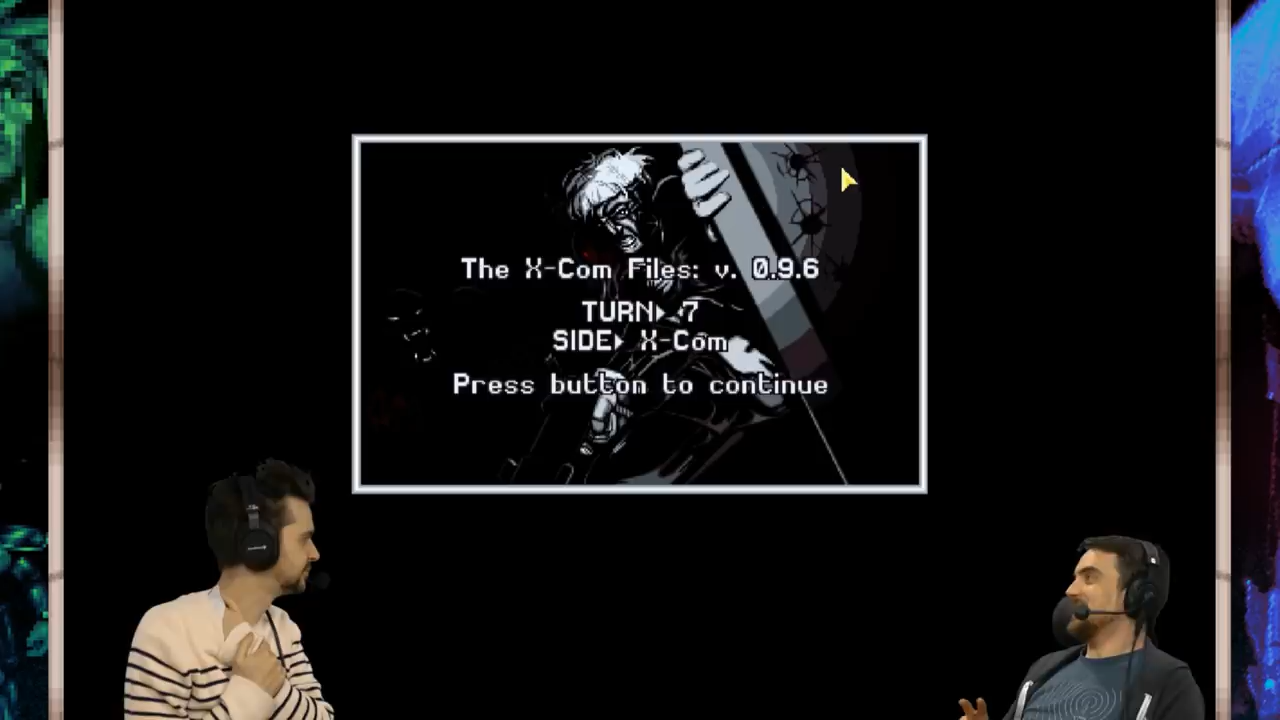 The X-Com Files: v. 0.9.6
TURN▸ 7
SIDE▸ X-Com
Press button to continue